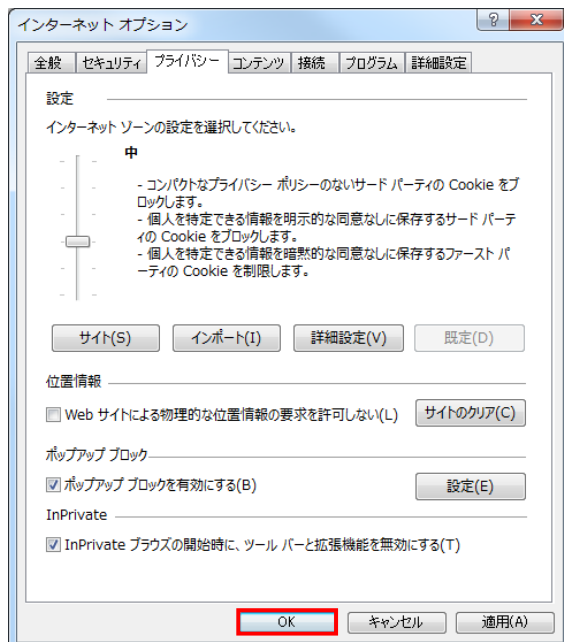 インターネット オプション
全般 セキュリティ プライバシー コンテンツ 接続 プログラム 詳細設定
設定
インターネット ゾーンの設定を選択してください。
中
- コンパクトなプライバシー ポリシーのないサード パーティの Cookie をブ
ロックします。
- 個人を特定できる情報を明示的な同意なしに保存するサード パーテ
ィの Cookie をブロックします。
- 個人を特定できる情報を暗黙的な同意なしに保存するファースト パ
ーティの Cookie を制限します。
サイト(S) インポート(I) 詳細設定(V) 既定(D)
位置情報
Web サイトによる物理的な位置情報の要求を許可しない(L) サイトのクリア(C)
ポップアップ ブロック
ポップアップ ブロックを有効にする(B) 設定(E)
InPrivate
InPrivate ブラウズの開始時に、ツール バーと拡張機能を無効にする(T)
OK キャンセル 適用(A)